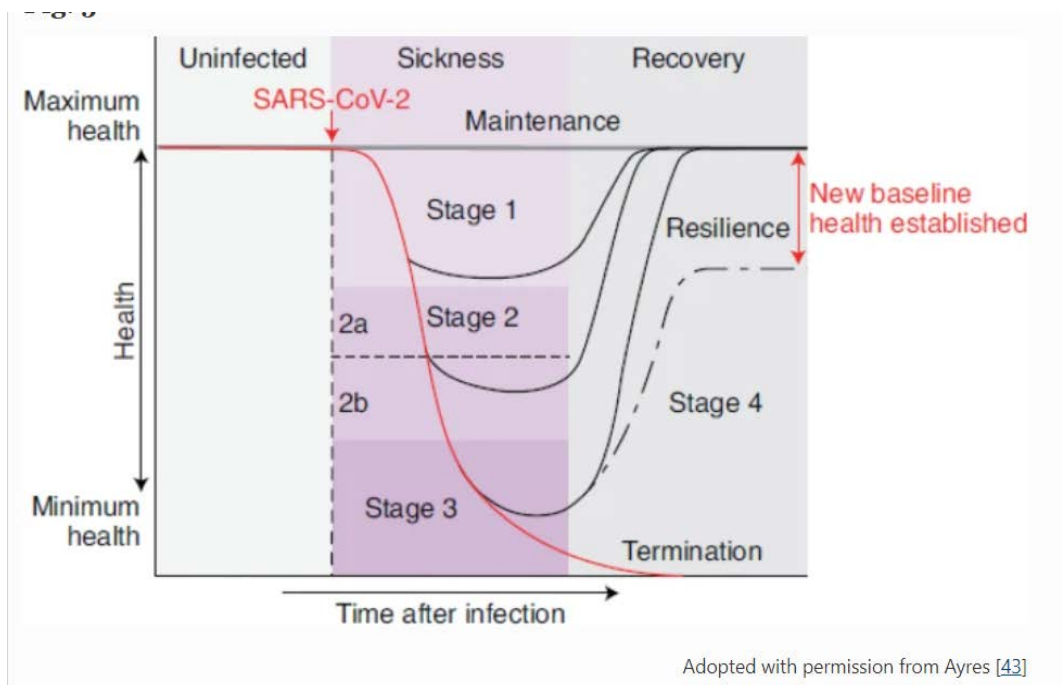 Uninfected
Sickness
Recovery
SARS-CoV-2
Maximum
health
Maintenance
Stage 1
New baseline
health established
Resilience
Health
2a
Stage 2
2b
Stage 4
Minimum
health
Stage 3
Termination
Time after infection
Adopted with permission from Ayres [43]